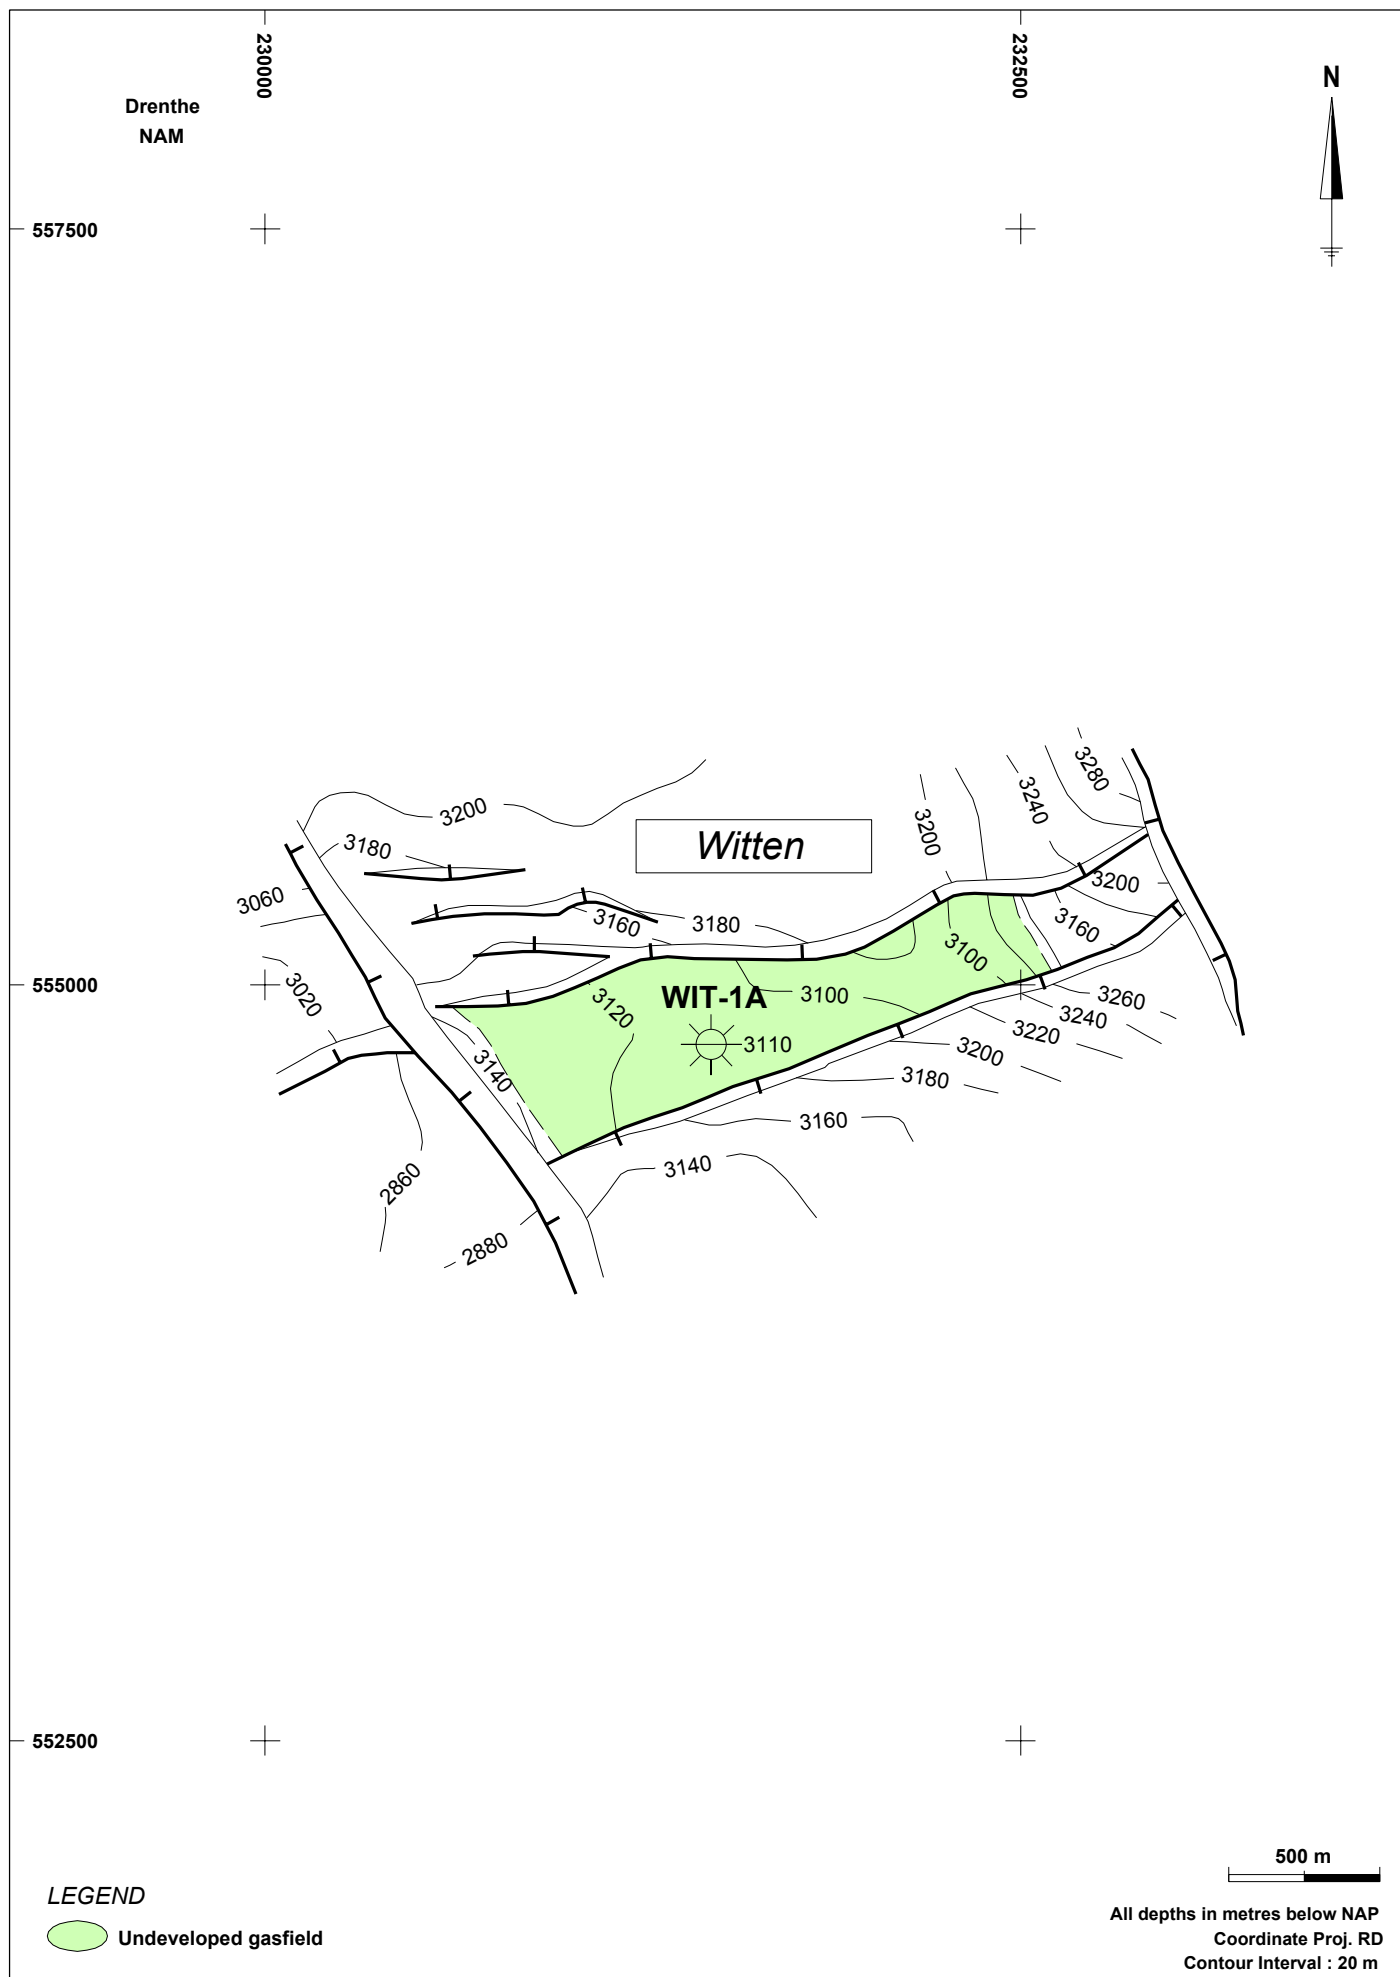 230000
232500
N
Drenthe
NAM
557500
3280
3240
3200
3200
Witten
3180
3200
3060
3160
3180
3160
3100
555000
3020
3120
WIT-1A
3100
3260
3240
3220
3110
3200
3140
3180
3160
3140
2860
2880
552500
500 m
LEGEND
Undeveloped gasfield
All depths in metres below NAP
Coordinate Proj. RD
Contour Interval : 20 m